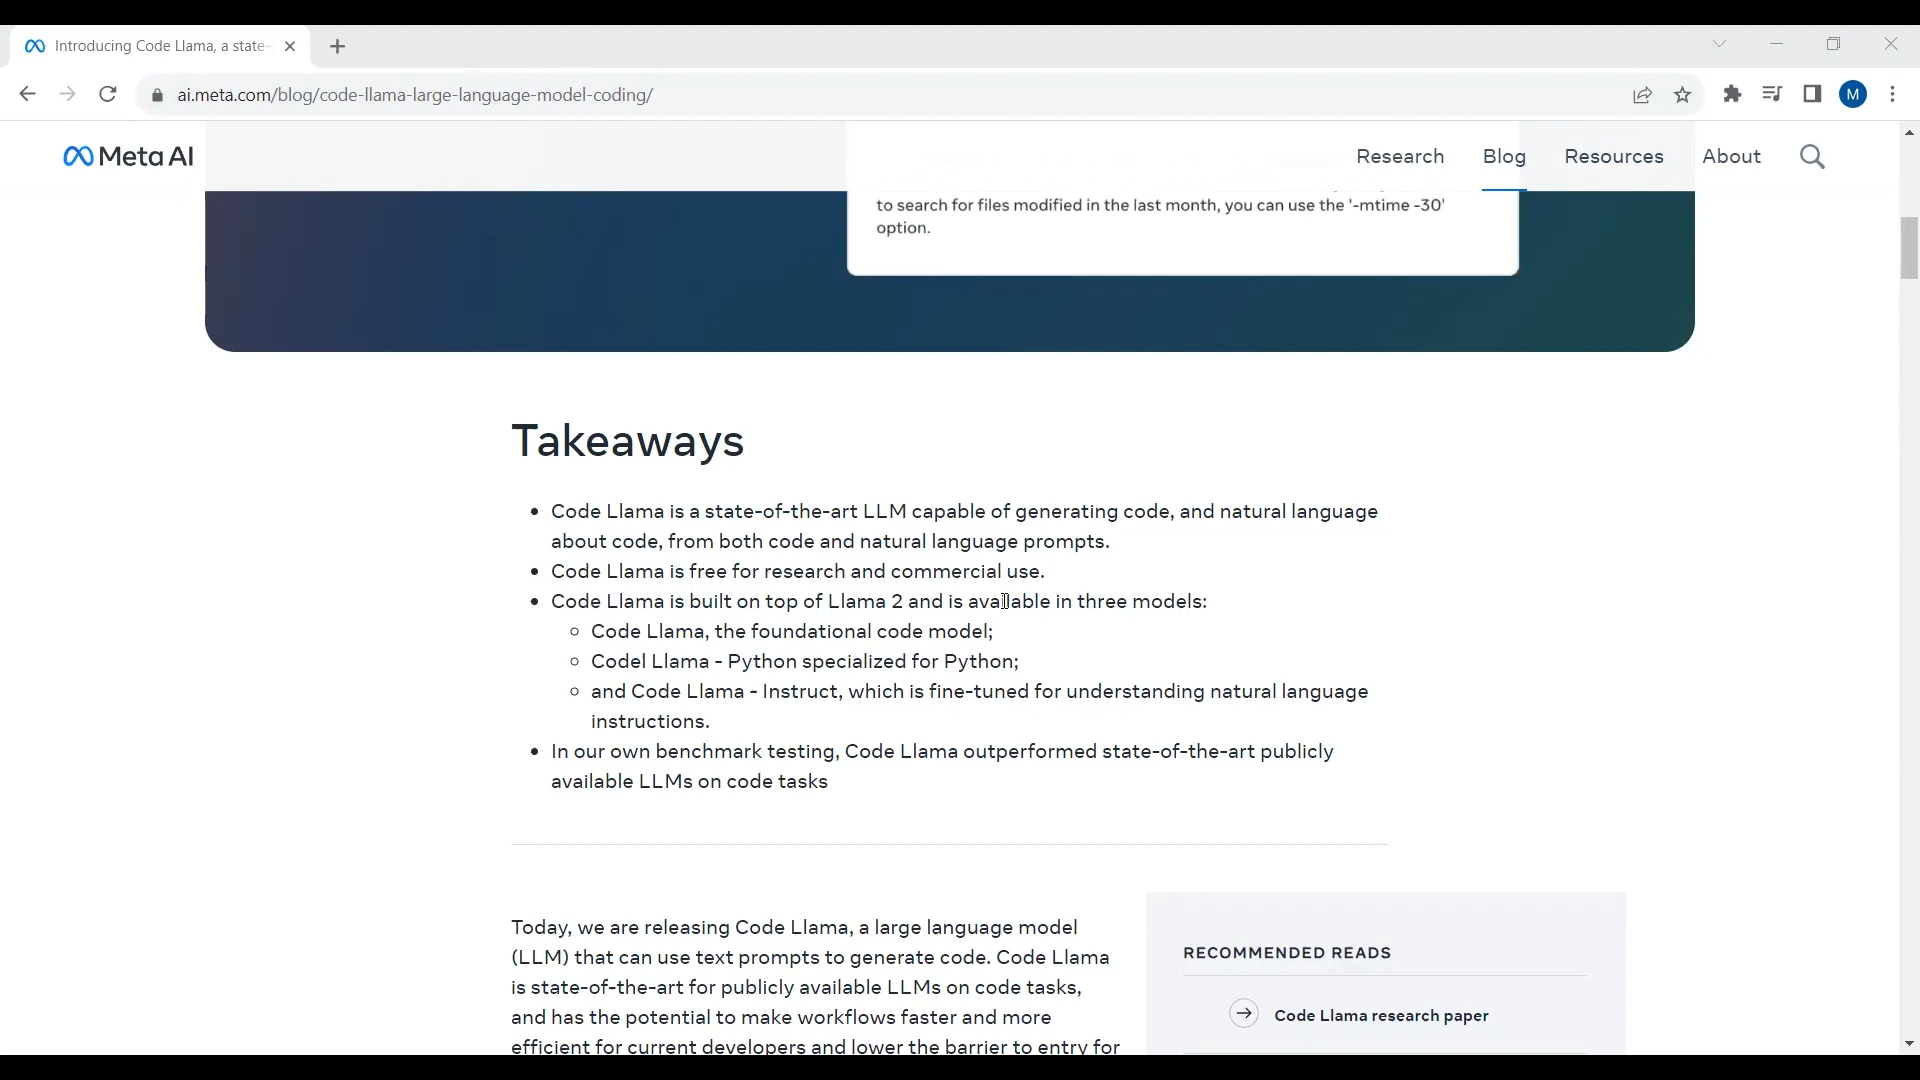 Introducing Code Llama, a state-
ai.meta.com/blog/code-llama-large-language-model-coding/
M
Meta AI
Research Blog Resources About
to search for files modified in the last month, you can use the '-mtime -30'
option.
Takeaways
• Code Llama is a state-of-the-art LLM capable of generating code, and natural language
about code, from both code and natural language prompts.
• Code Llama is free for research and commercial use.
• Code Llama is built on top of Llama 2 and is available in three models:
◦ Code Llama, the foundational code model;
◦ Codel Llama - Python specialized for Python;
◦ and Code Llama - Instruct, which is fine-tuned for understanding natural language
instructions.
• In our own benchmark testing, Code Llama outperformed state-of-the-art publicly
available LLMs on code tasks
Today, we are releasing Code Llama, a large language model
(LLM) that can use text prompts to generate code. Code Llama
is state-of-the-art for publicly available LLMs on code tasks,
and has the potential to make workflows faster and more
efficient for current developers and lower the barrier to entry for
RECOMMENDED READS
Code Llama research paper